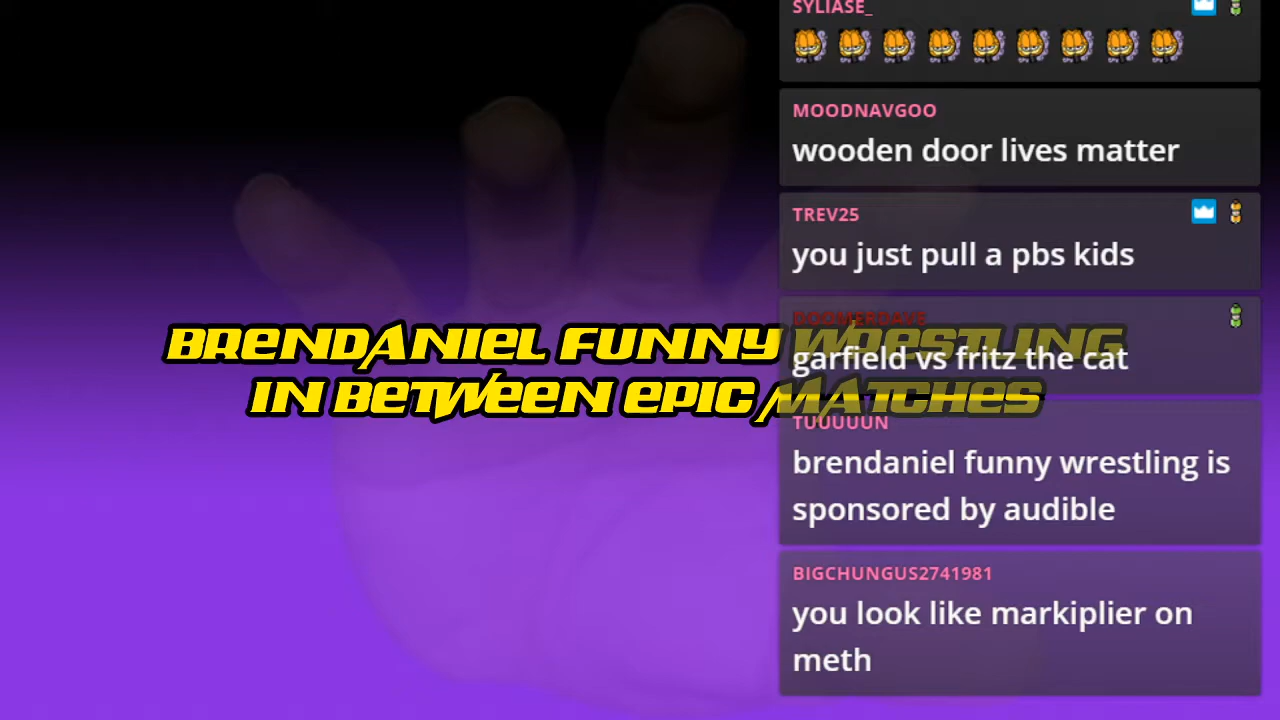 SYLIASE_
MOODNAVGOO
wooden door lives matter
TREV25
you just pull a pbs kids
DOOMERDAVE
garfield vs fritz the cat
BRENDANIEL FUNNY WRESTLING
IN BETWEEN EPIC MATCHES
TUUUUUN
brendaniel funny wrestling is
sponsored by audible
BIGCHUNGUS2741981
you look like markiplier on
meth